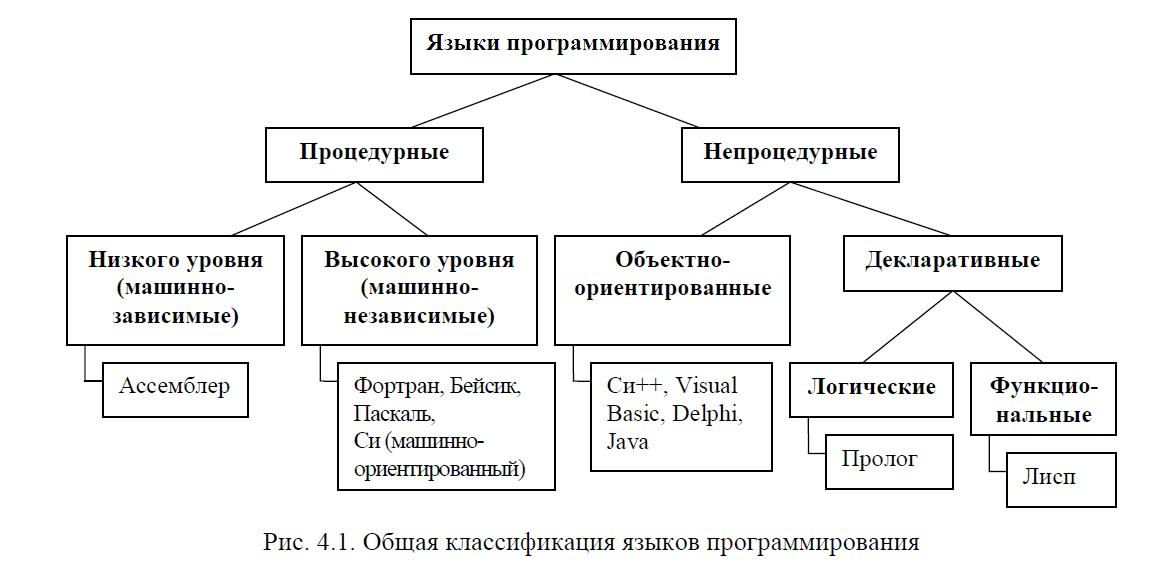 Языки программирования
Процедурные
Непроцедурные
Низкого уровня
(машинно-
зависимые)
Высокого уровня
(машинно-
независимые)
Объектно-
ориентированные
Декларативные
Ассемблер
Фортран, Бейсик,
Паскаль,
Си (машинно-
ориентированный)
Си++, Visual
Basic, Delphi,
Java
Логические
Функцио-
нальные
Пролог
Лисп
Рис. 4.1. Общая классификация языков программирования